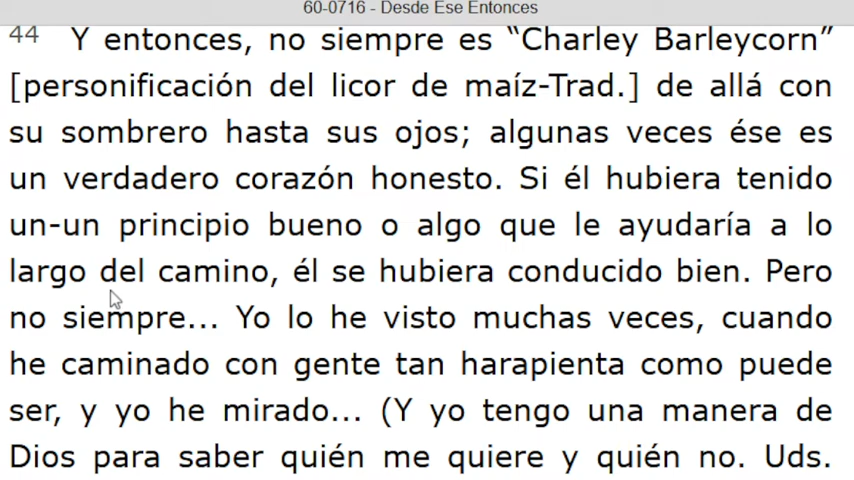 60-0716 - Desde Ese Entonces
44 Y entonces, no siempre es “Charley Barleycorn”
[personificación del licor de maíz-Trad.] de allá con
su sombrero hasta sus ojos; algunas veces ése es
un verdadero corazón honesto. Si él hubiera tenido
un-un principio bueno o algo que le ayudaría a lo
largo del camino, él se hubiera conducido bien. Pero
no siempre... Yo lo he visto muchas veces, cuando
he caminado con gente tan harapienta como puede
ser, y yo he mirado... (Y yo tengo una manera de
Dios para saber quién me quiere y quién no. Uds.